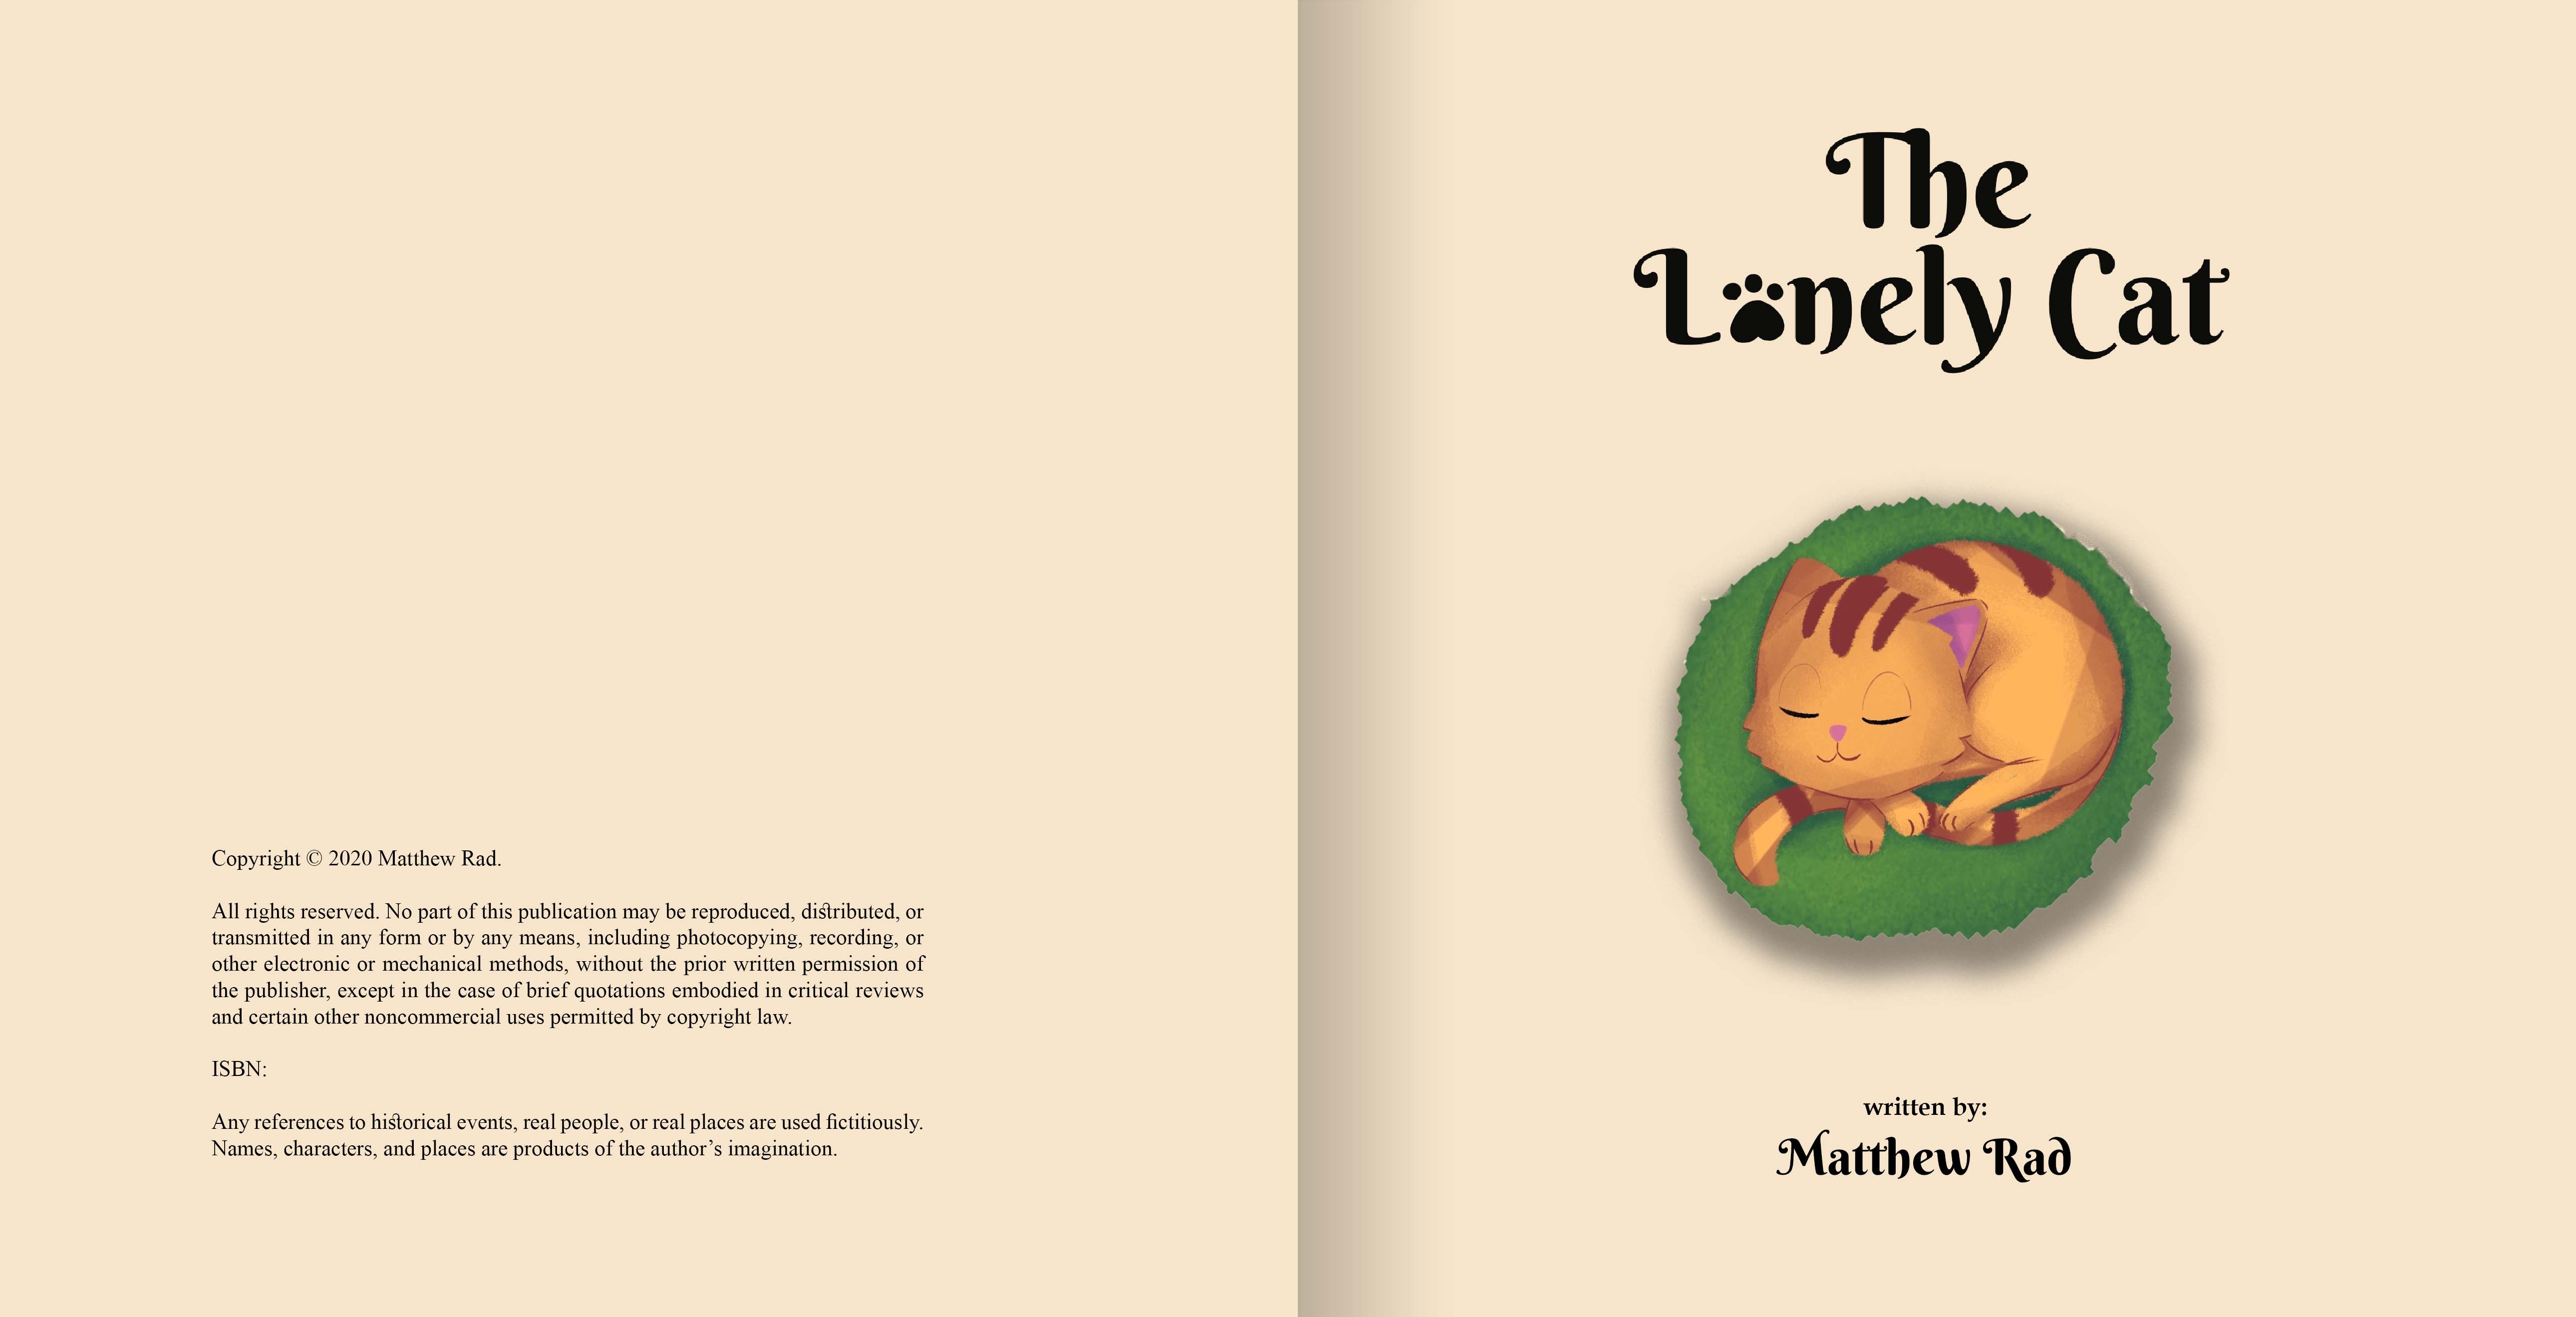 Copyright © 2020 Matthew Rad.
All rights reserved. No part of this publication may be reproduced, distributed, or
transmitted in any form or by any means, including photocopying, recording, or
other electronic or mechanical methods, without the prior written permission of
the publisher, except in the case of brief quotations embodied in critical reviews
and certain other noncommercial uses permitted by copyright law.
ISBN:
Any references to historical events, real people, or real places are used fictitiously.
Names, characters, and places are products of the author’s imagination.
The
Lonely Cat
written by:
Matthew Rad